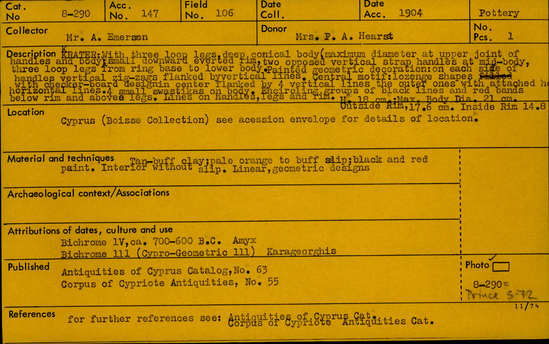 Cat. No. 8-290 Acc. No. 147 Field No. 106 Date Coll. Date Acc. 1904 Pottery
Collector Mr. A. Emerson Donor Mrs. P. A. Hearst No. Pcs. 1
Description KRATER: With three loop legs, deep conical body (maximum diameter at upper joint of
handles and body; small downward everted rim; two opposed vertical strap handles at mid-body,
three loop legs from ring base to lower body. Painted geometric decoration: on each side of
handles vertical zig-zags flanked by vertical lines. Central motif: lozenge shapes
with checker-board design in center flanked by 4 vertical lines the outer ones with attached
horizontal lines. 4 small swastikas on body. Encircling groups of black lines and red bands
below rim and above legs. Lines on handles, legs and rim. H. 18 cm. Max. Body Dia. 21 cm.
Outside Rim, 17.6 cm. Inside Rim 14.8
Location
Cyprus (Boisse Collection) see acession envelope for details of location.
Material and techniques Tan-buff clay; pale orange to buff slip; black and red
paint. Interior without slip. Linear, geometric designs
Archaeological context/Associations
Attributions of dates, culture and use
Bichrome lV, ca. 700-600 B.C. Amyx
Bichrome lll (Cypro-Geometric lll) Karageorghis
Published Antiquities of Cyprus Catalog, No. 63
Corpus of Cypriote Antiquities, No. 55
Photo
8-290
Prince S-72
11/74
References for further references see: Antiquities of Cyprus Cat.
Corpus of Cypriote Antiquities Cat.